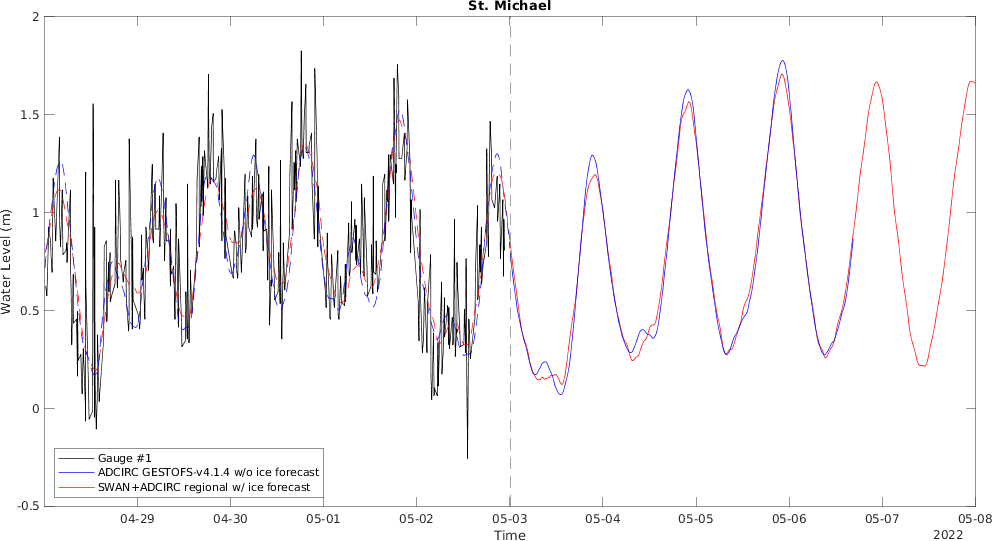 St. Michael
2
1.5
1
0.5
0
-0.5
Water Level (m)
Gauge #1
ADCIRC GESTOFS-v4.1.4 w/o ice forecast
SWAN+ADCIRC regional w/ ice forecast
04-29 04-30 05-01 05-02 05-03 05-04 05-05 05-06 05-07 05-08
Time
2022